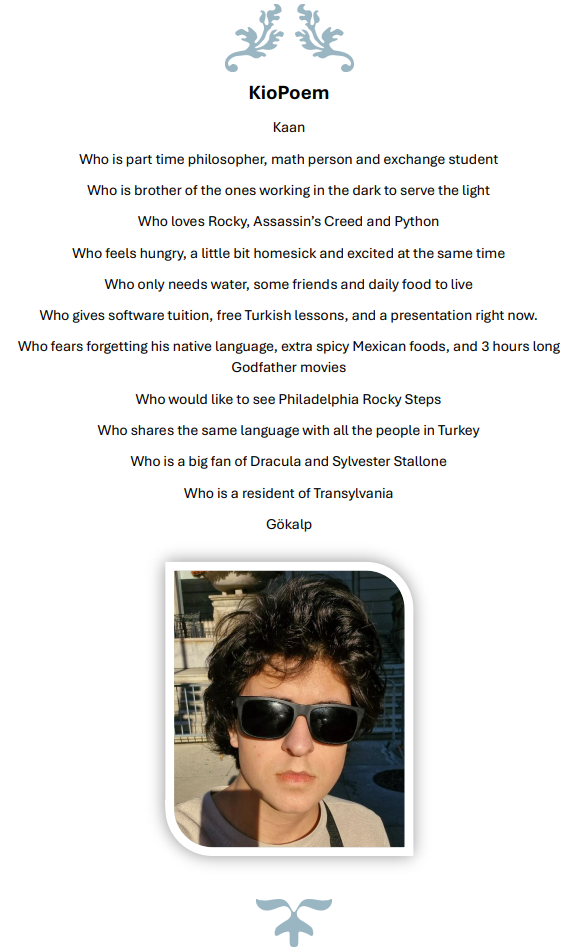 KioPoem
Kaan
Who is part time philosopher, math person and exchange student
Who is brother of the ones working in the dark to serve the light
Who loves Rocky, Assassin’s Creed and Python
Who feels hungry, a little bit homesick and excited at the same time
Who only needs water, some friends and daily food to live
Who gives software tuition, free Turkish lessons, and a presentation right now.
Who fears forgetting his native language, extra spicy Mexican foods, and 3 hours long
Godfather movies
Who would like to see Philadelphia Rocky Steps
Who shares the same language with all the people in Turkey
Who is a big fan of Dracula and Sylvester Stallone
Who is a resident of Transylvania
Gökalp